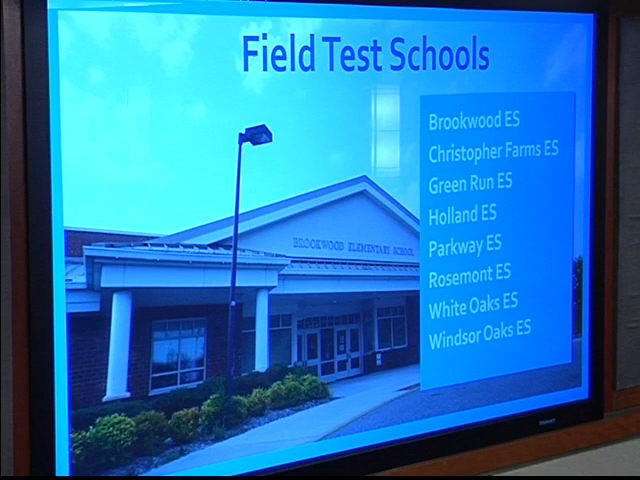 Field Test Schools
Brookwood ES
Christopher Farms ES
Green Run ES
Holland ES
Parkway ES
Rosemont ES
White Oaks ES
Windsor Oaks ES
BROOKWOOD ELEMENTARY SCHOOL
Stewart